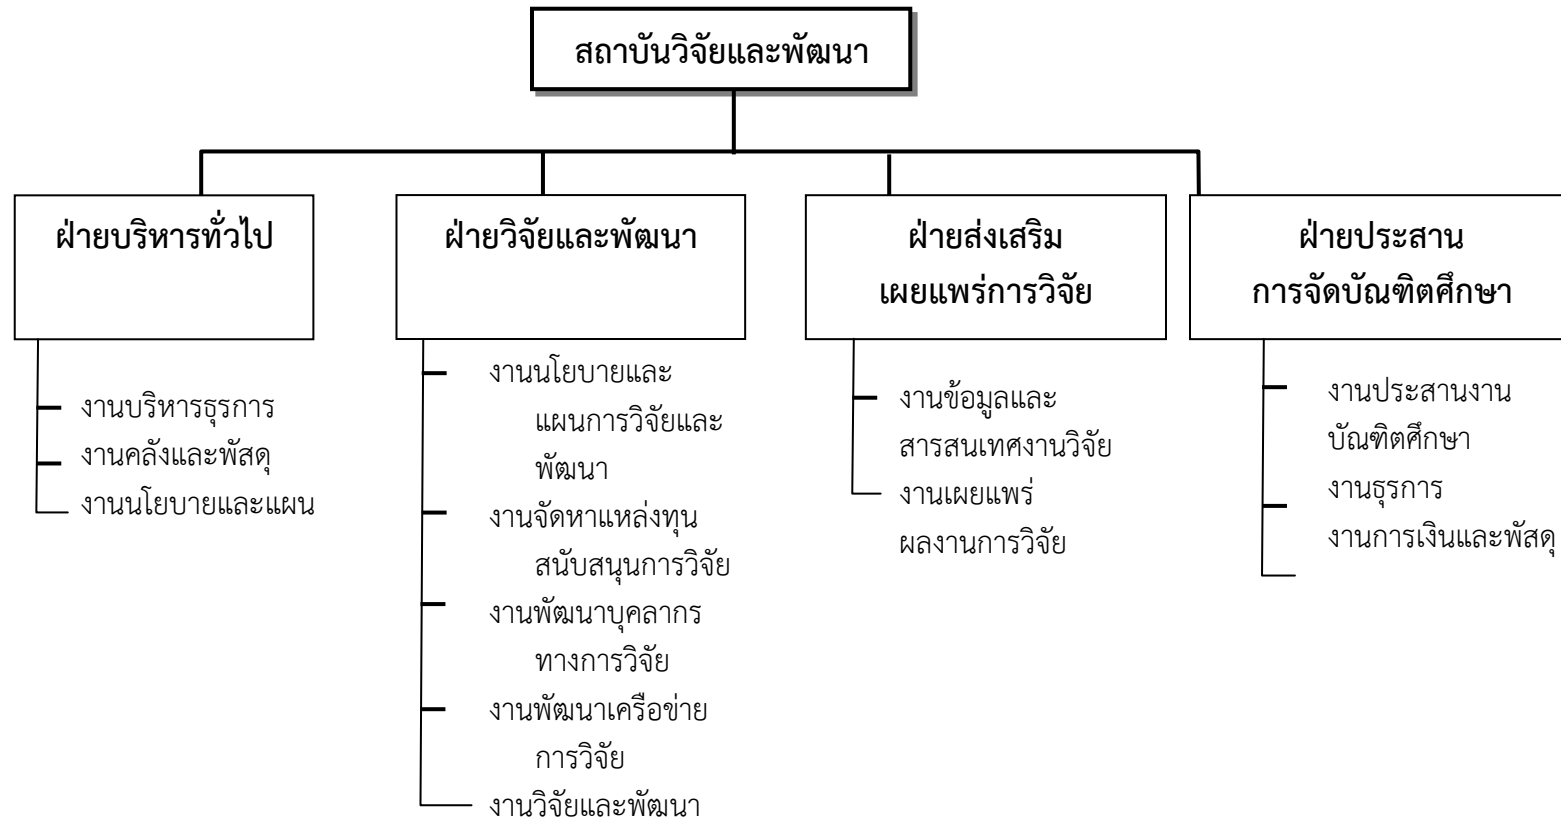 สถาบันวิจัยและพัฒนา
ฝ่ายบริหารทั่วไป
งานบริหารธุรการ
งานคลังและพัสดุ
งานนโยบายและแผน
ฝ่ายวิจัยและพัฒนา
งานนโยบายและ
แผนการวิจัยและ
พัฒนา
งานจัดหาแหล่งทุน
สนับสนุนการวิจัย
งานพัฒนาบุคลากร
ทางการวิจัย
งานพัฒนาเครือข่าย
การวิจัย
งานวิจัยและพัฒนา
ฝ่ายส่งเสริม
เผยแพร่การวิจัย
งานข้อมูลและ
สารสนเทศงานวิจัย
งานเผยแพร่
ผลงานการวิจัย
ฝ่ายประสาน
การจัดบัณฑิตศึกษา
งานประสานงาน
บัณฑิตศึกษา
งานธุรการ
งานการเงินและพัสดุ